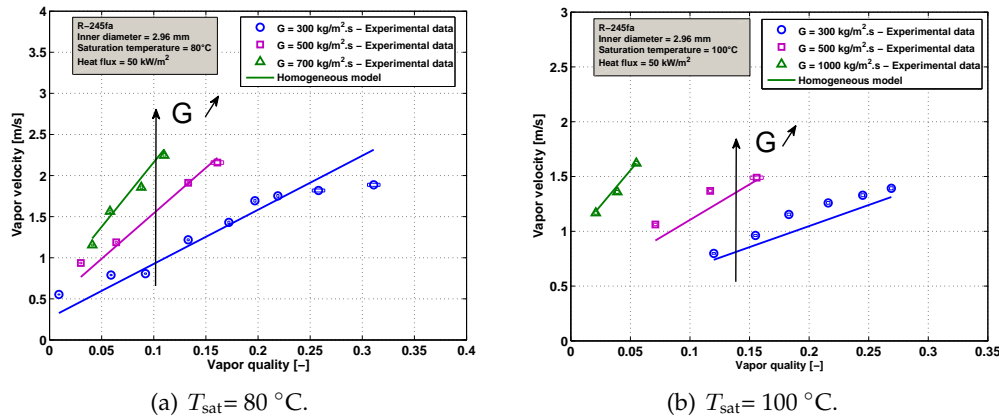 R−245fa
Inner diameter = 2.96 mm
Saturation temperature = 80°C
Heat flux = 50 kW/m²
G = 300 kg/m².s − Experimental data
G = 500 kg/m².s − Experimental data
G = 700 kg/m².s − Experimental data
Homogeneous model
G
Vapor velocity [m/s]
4
3.5
3
2.5
2
1.5
1
0.5
0
0
0.05
0.1
0.15
0.2
0.25
0.3
0.35
0.4
Vapor quality [−]
(a) Tsat= 80 °C.
R−245fa
Inner diameter = 2.96 mm
Saturation temperature = 100°C
Heat flux = 50 kW/m²
G = 300 kg/m².s − Experimental data
G = 500 kg/m².s − Experimental data
G = 1000 kg/m².s − Experimental data
Homogeneous model
G
Vapor velocity [m/s]
4
3.5
3
2.5
2
1.5
1
0.5
0
0
0.05
0.1
0.15
0.2
0.25
0.3
0.35
Vapor quality [−]
(b) Tsat= 100 °C.